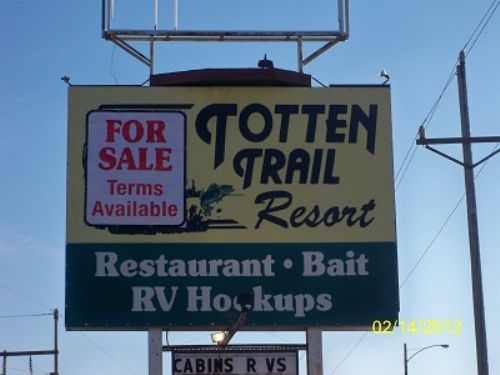 FOR
SALE
Terms
Available
TOTTEN
TRAIL
Resort
Restaurant • Bait
RV Hookups
CABINS R VS
02/14/2012